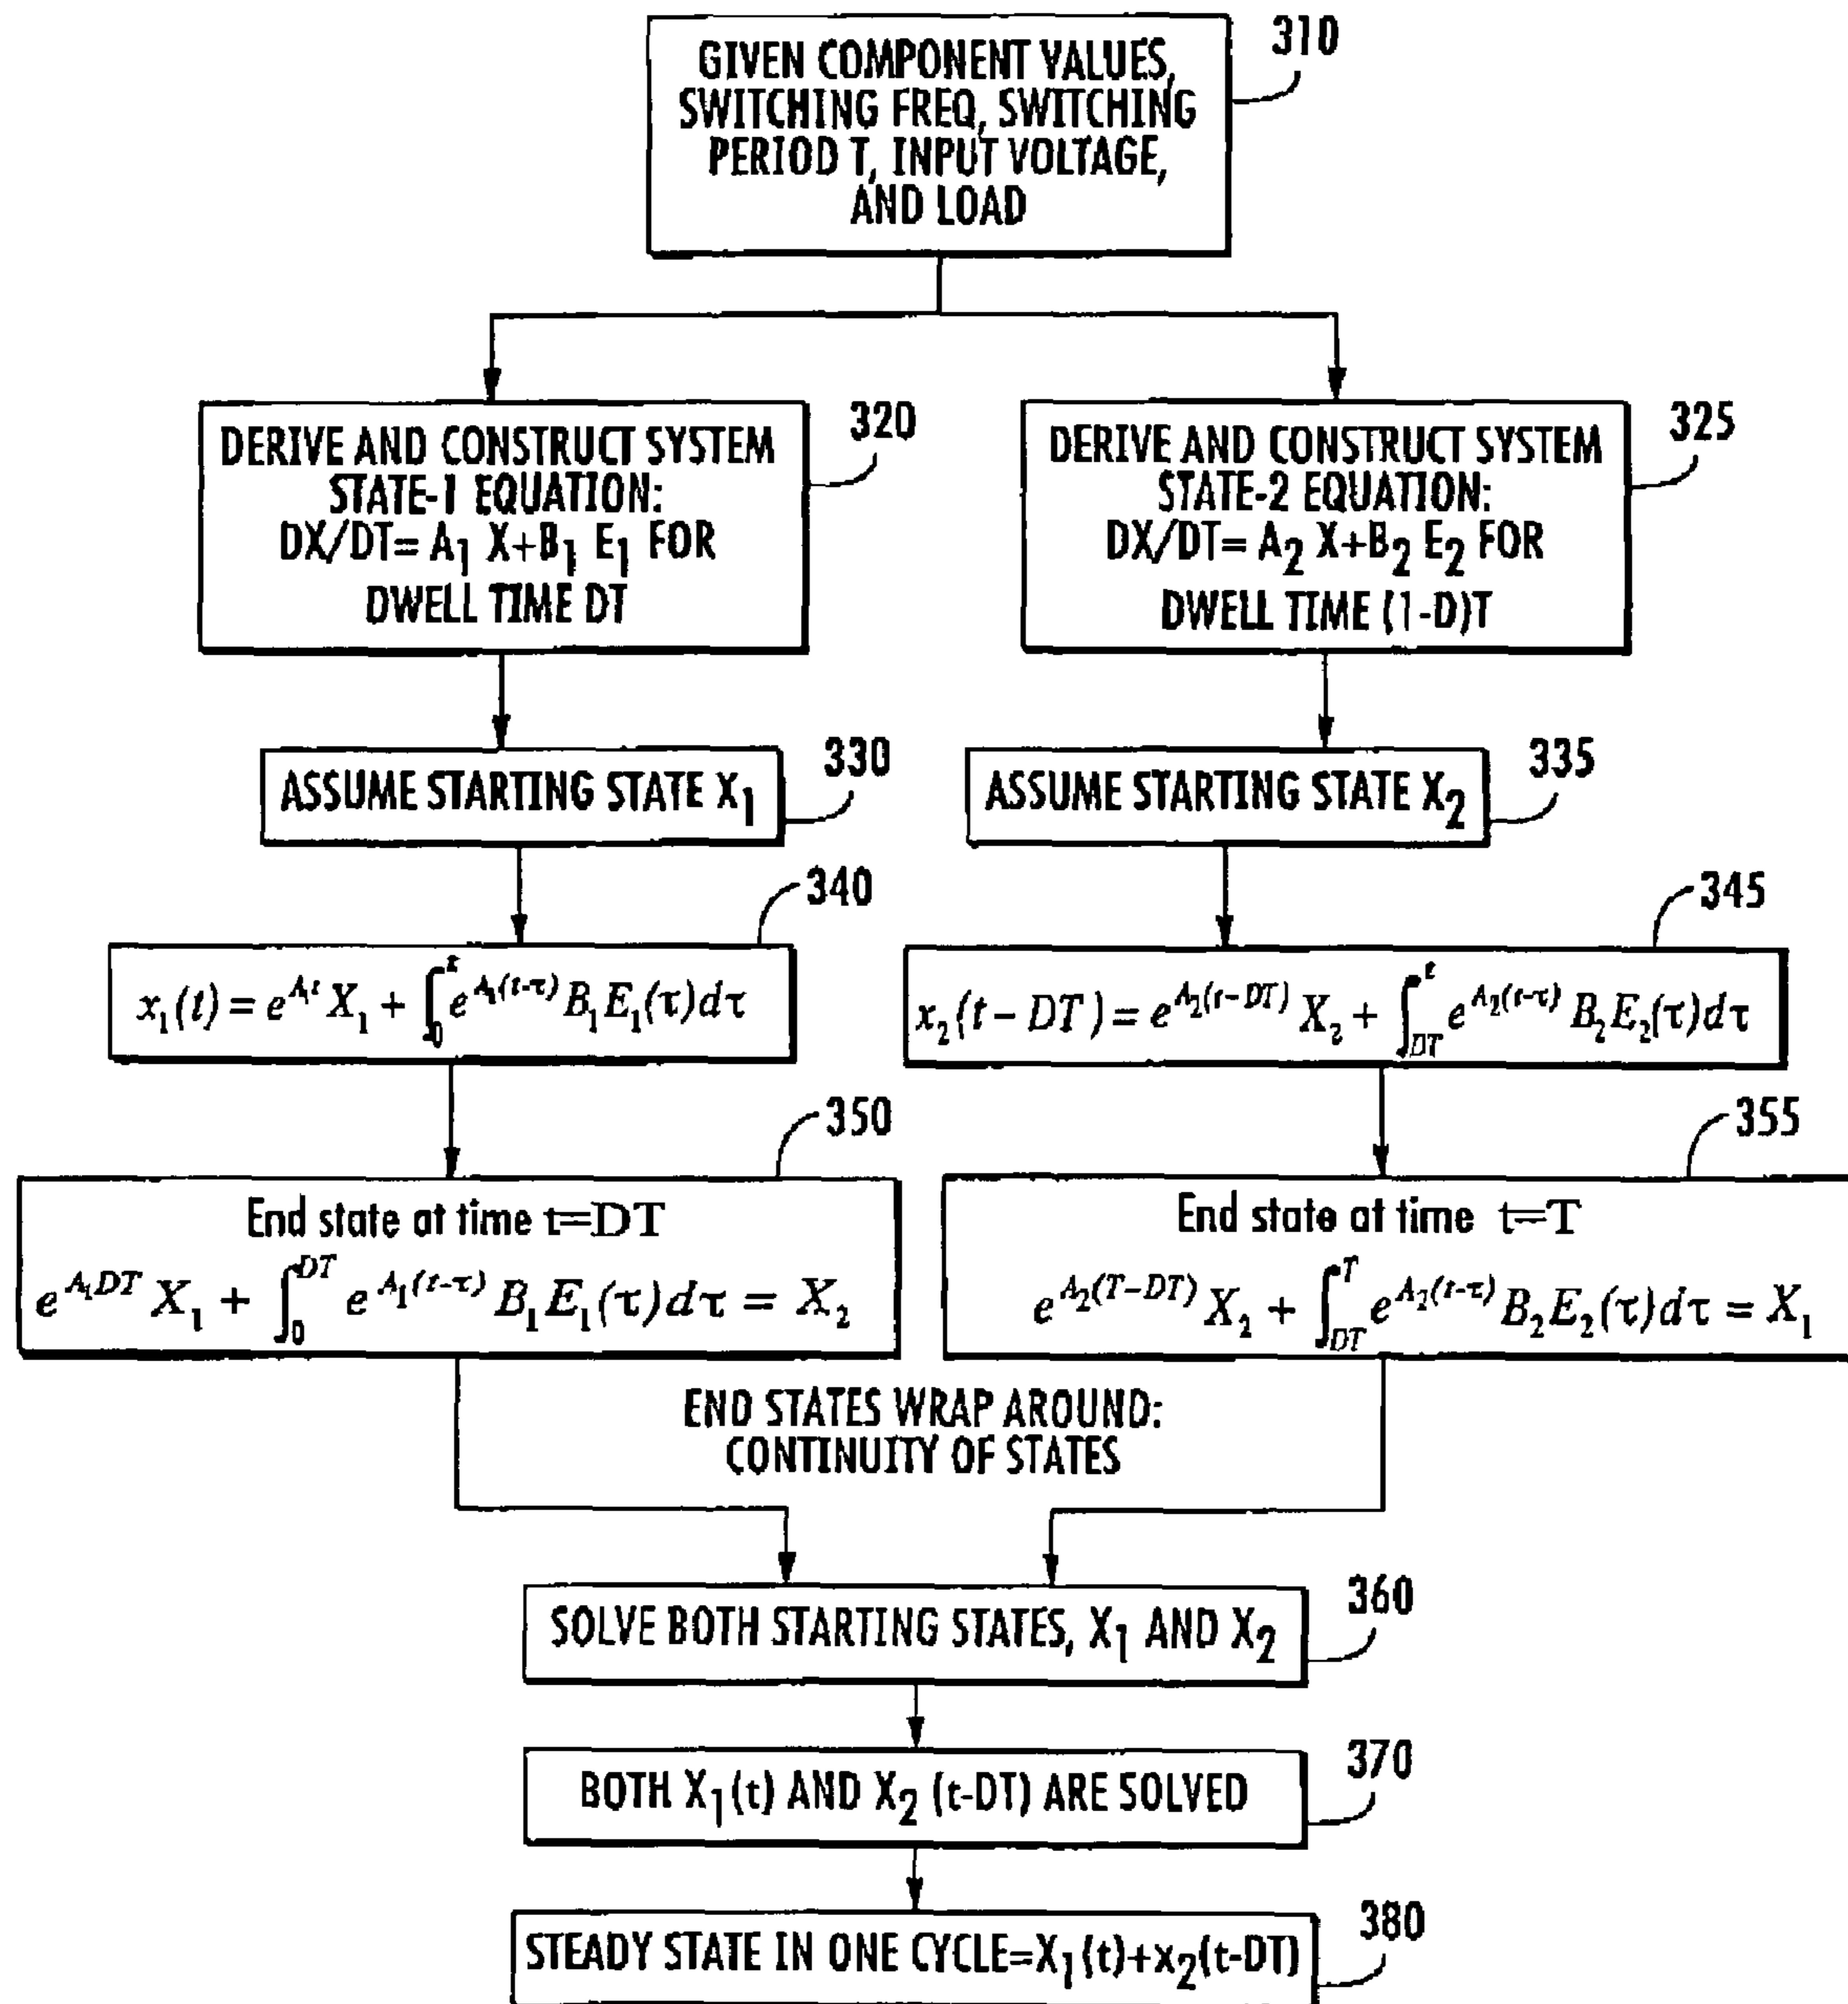 310
GIVEN COMPONENT VALUES,
SWITCHING FREQ, SWITCHING
PERIOD T, INPUT VOLTAGE,
AND LOAD
320
DERIVE AND CONSTRUCT SYSTEM
STATE-1 EQUATION:
DX/DT= A₁ X+B₁ E₁ FOR
DWELL TIME DT
325
DERIVE AND CONSTRUCT SYSTEM
STATE-2 EQUATION:
DX/DT= A₂ X+B₂ E₂ FOR
DWELL TIME (1-D)T
330
ASSUME STARTING STATE X₁
335
ASSUME STARTING STATE X₂
340
x₁(t) = e^{A₁t} X₁ + ∫₀^t e^{A₁(t-τ)} B₁E₁(τ)dτ
345
x₂(t - DT) = e^{A₂(t-DT)} X₂ + ∫_{DT}^t e^{A₂(t-τ)} B₂E₂(τ)dτ
350
End state at time t=DT
e^{A₁DT} X₁ + ∫₀^{DT} e^{A₁(t-τ)} B₁E₁(τ)dτ = X₂
355
End state at time t=T
e^{A₂(T-DT)} X₂ + ∫_{DT}^T e^{A₂(t-τ)} B₂E₂(τ)dτ = X₁
END STATES WRAP AROUND:
CONTINUITY OF STATES
360
SOLVE BOTH STARTING STATES, X₁ AND X₂
370
BOTH X₁(t) AND X₂ (t-DT) ARE SOLVED
380
STEADY STATE IN ONE CYCLE=X₁(t)+x₂(t-DT)